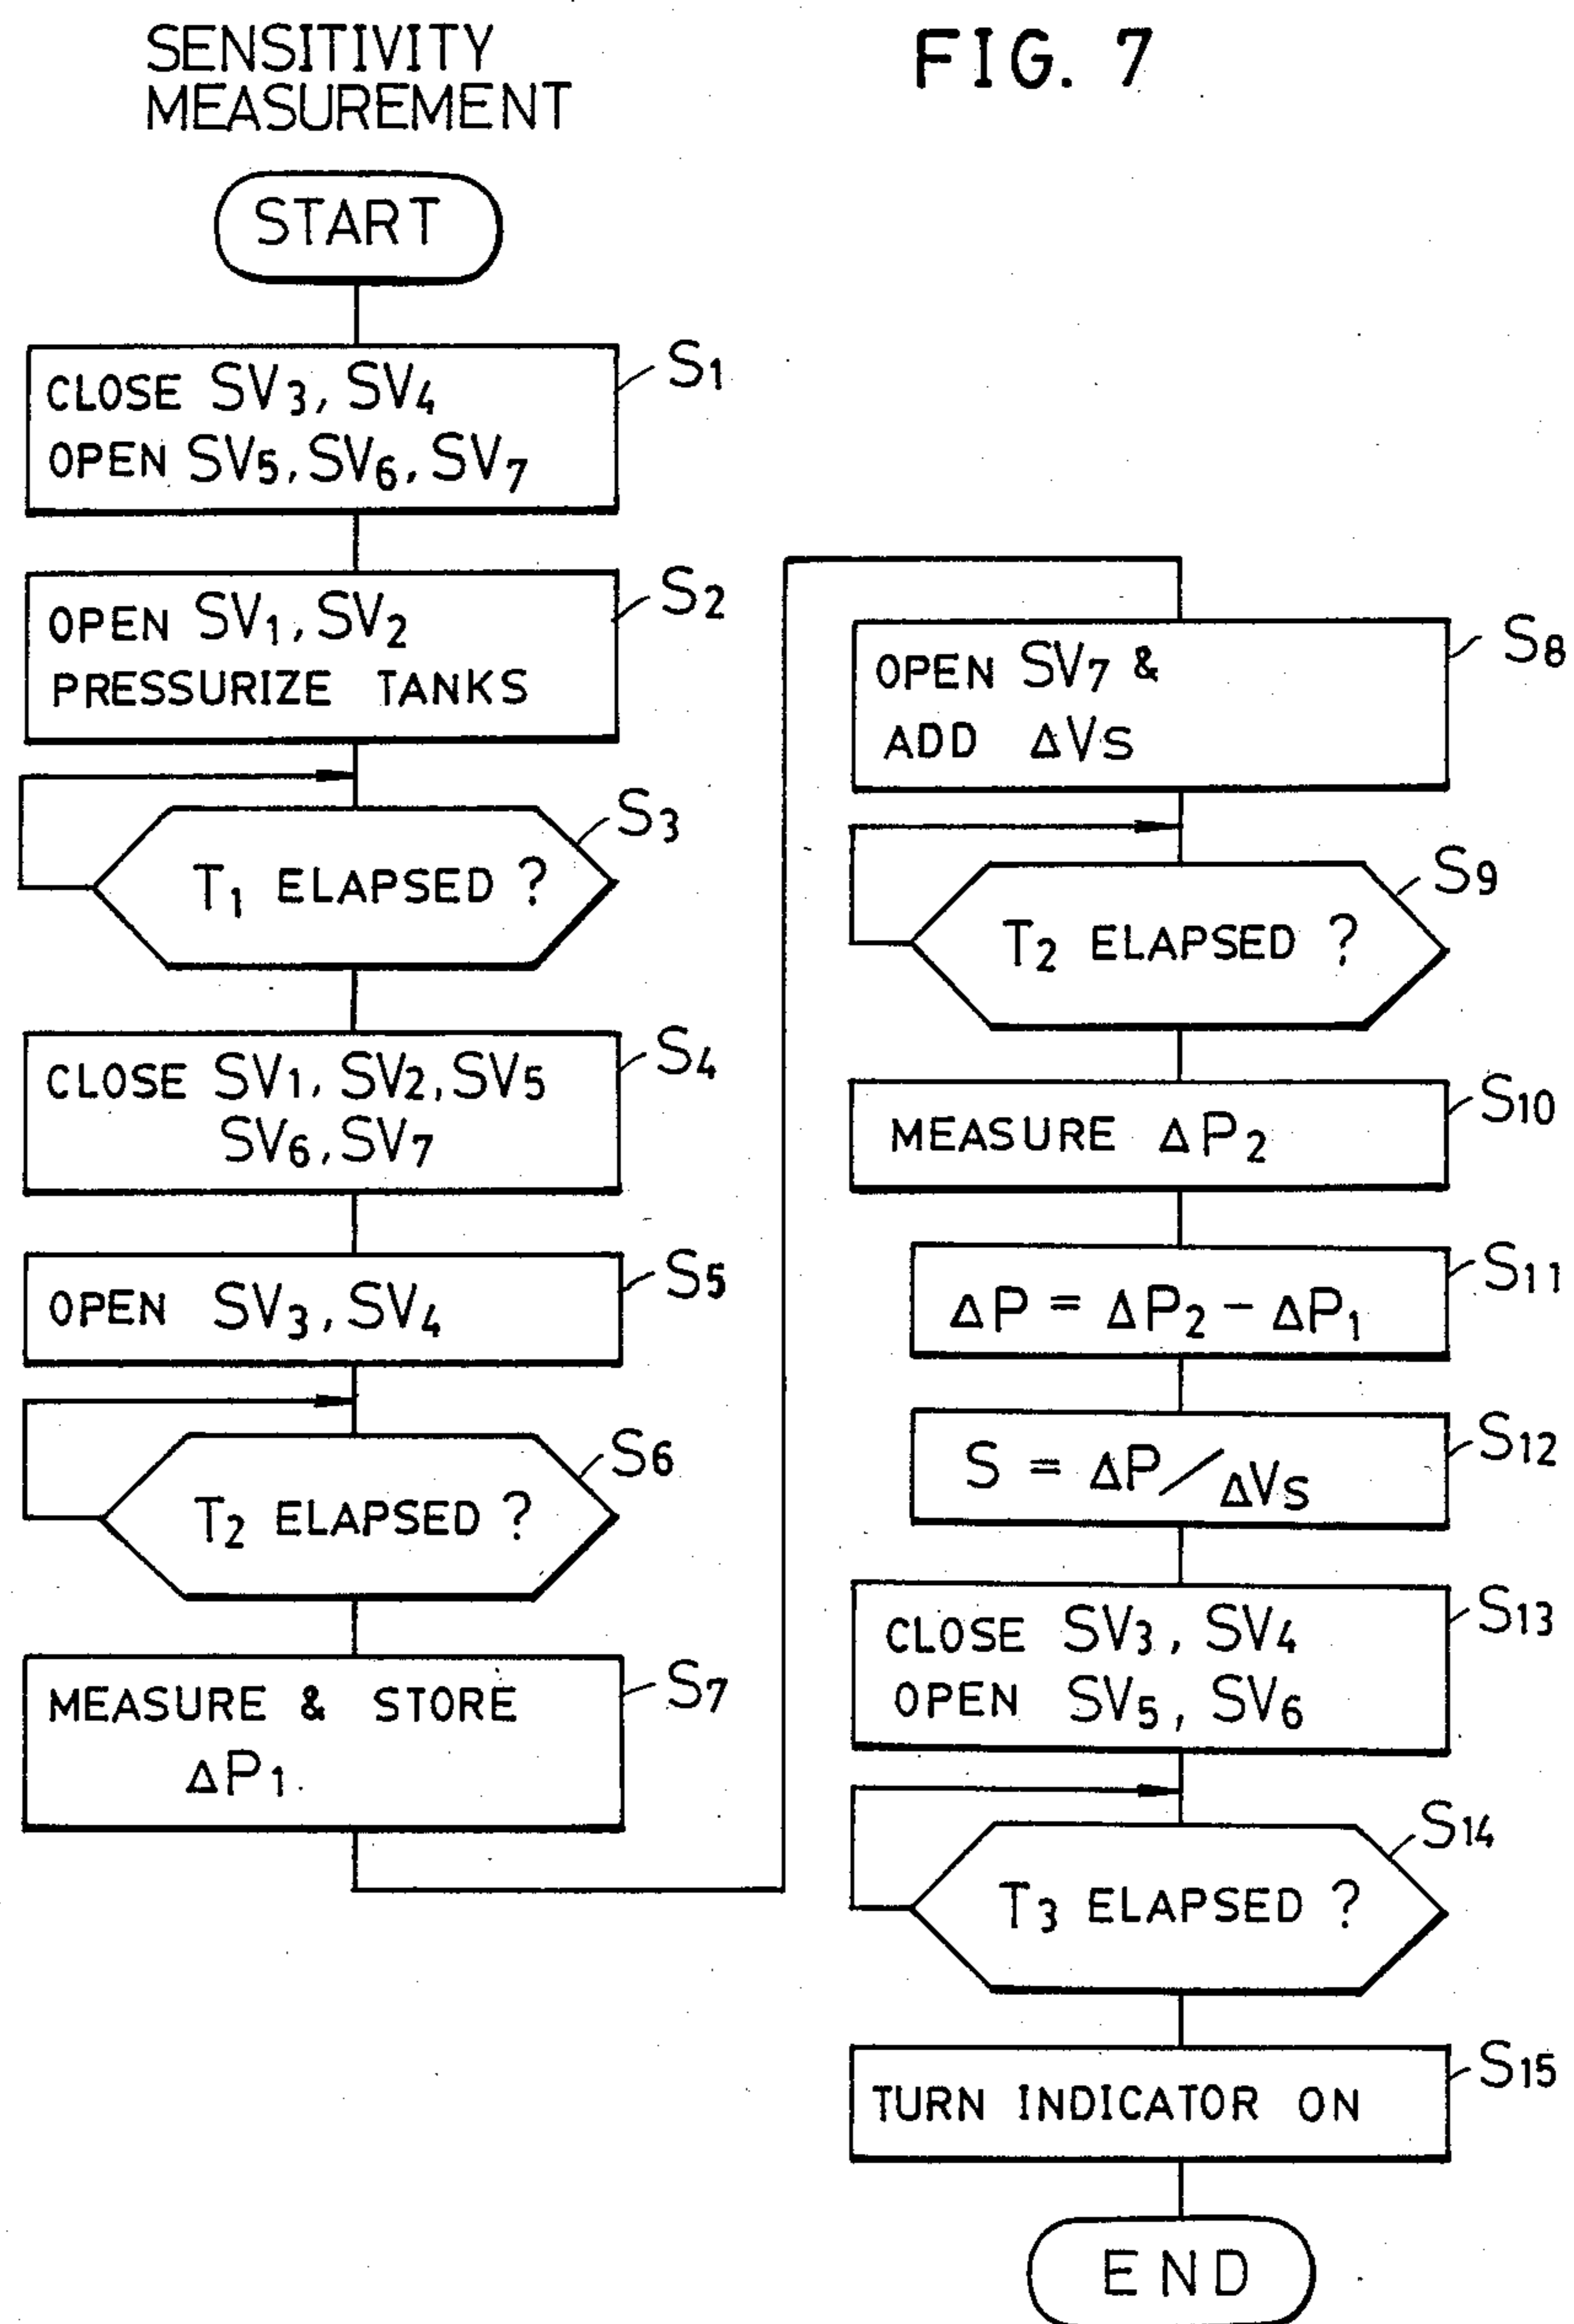 SENSITIVITY
MEASUREMENT
FIG. 7
START
CLOSE SV3, SV4
OPEN SV5, SV6, SV7
S1
OPEN SV1, SV2
PRESSURIZE TANKS
S2
T1 ELAPSED ?
S3
CLOSE SV1, SV2, SV5
SV6, SV7
S4
OPEN SV3, SV4
S5
T2 ELAPSED ?
S6
MEASURE & STORE
ΔP1
S7
OPEN SV7 &
ADD ΔVS
S8
T2 ELAPSED ?
S9
MEASURE ΔP2
S10
ΔP = ΔP2 - ΔP1
S11
S = ΔP/ΔVS
S12
CLOSE SV3, SV4
OPEN SV5, SV6
S13
T3 ELAPSED ?
S14
TURN INDICATOR ON
S15
END